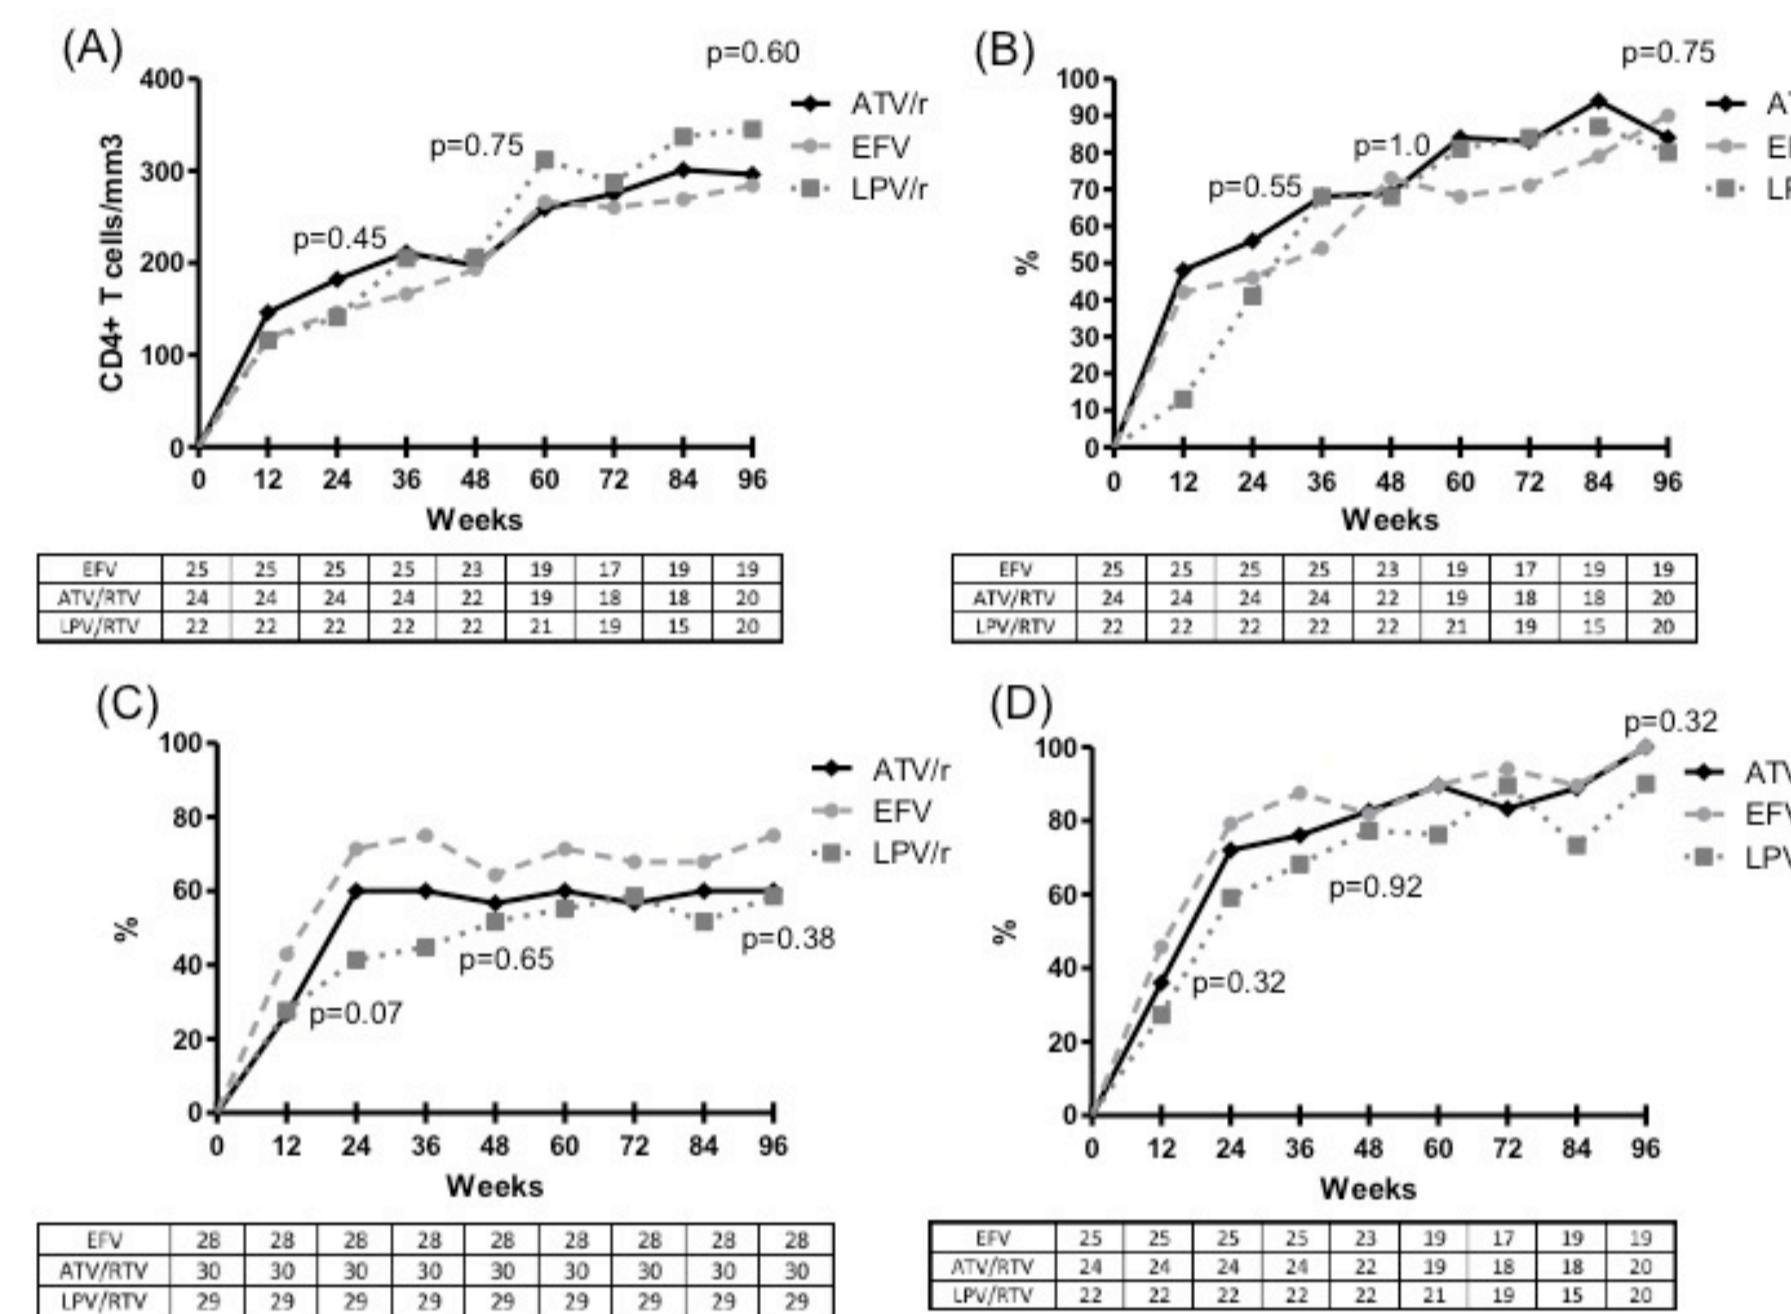 (A)
p=0.60
400
300
200
100
0
CD4+ T cells/mm3
p=0.75
p=0.45
ATV/r
EFV
LPV/r
0 12 24 36 48 60 72 84 96
Weeks
EFV 25 25 25 25 23 19 17 19 19
ATV/RTV 24 24 24 24 22 19 18 18 20
LPV/RTV 22 22 22 22 22 21 19 15 20
(B)
p=0.75
100
90
80
70
60
50
40
30
20
10
0
%
p=1.0
p=0.55
AT
EF
LP
0 12 24 36 48 60 72 84 96
Weeks
EFV 25 25 25 25 23 19 17 19 19
ATV/RTV 24 24 24 24 22 19 18 18 20
LPV/RTV 22 22 22 22 22 21 19 15 20
(C)
100
80
60
40
20
0
%
ATV/r
EFV
LPV/r
p=0.38
p=0.65
p=0.07
0 12 24 36 48 60 72 84 96
Weeks
EFV 28 28 28 28 28 28 28 28 28
ATV/RTV 30 30 30 30 30 30 30 30 30
LPV/RTV 29 29 29 29 29 29 29 29 29
(D)
p=0.32
100
80
60
40
20
0
%
ATV
EFV
LPV
p=0.92
p=0.32
0 12 24 36 48 60 72 84 96
Weeks
EFV 25 25 25 25 23 19 17 19 19
ATV/RTV 24 24 24 24 22 19 18 18 20
LPV/RTV 22 22 22 22 22 21 19 15 20